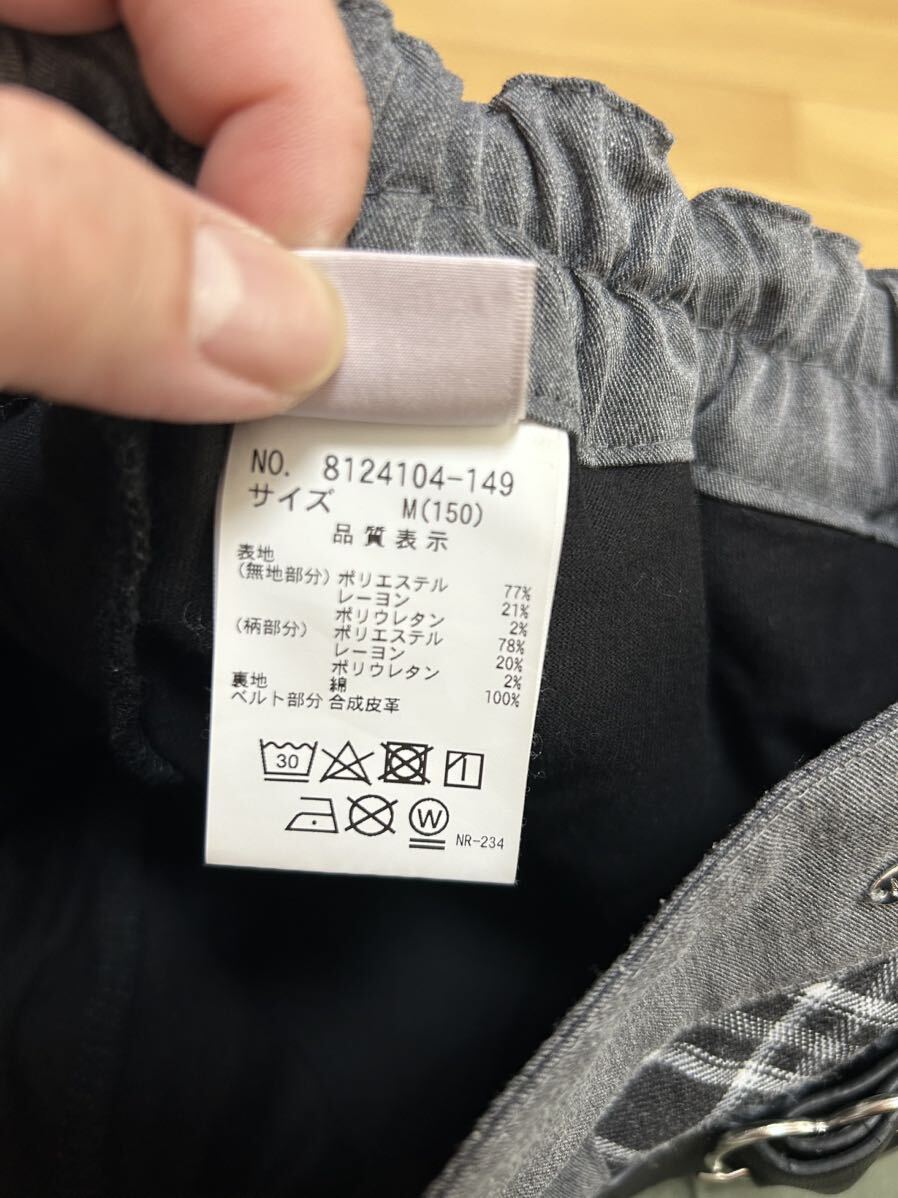 NO. 8124104-149
サイズ M(150)
品質表示
表地
(無地部分) ポリエステル 77%
レーヨン 21%
ポリウレタン 2%
(柄部分) ポリエステル 78%
レーヨン 20%
ポリウレタン 2%
裏地 綿 100%
ベルト部分 合成皮革
30
W
NR-234